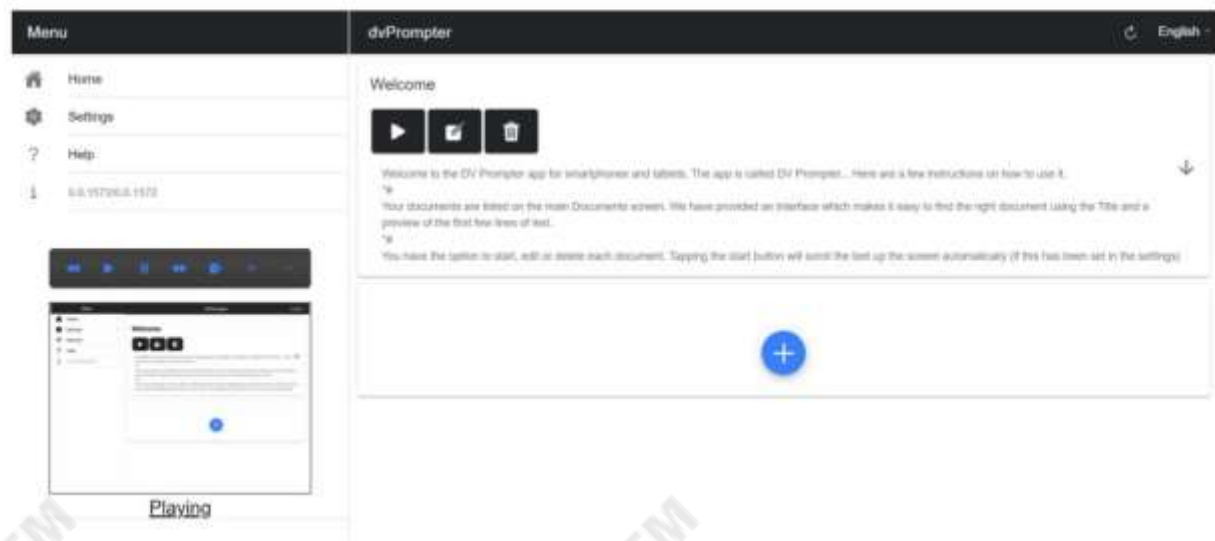 Menu
dvPrompter
English
Home
Settings
?
Help
i
Welcome
Welcome to the DV Prompter app for smartphones and tablets. The app is called DV Prompter... Here are a few instructions on how to use it.
Your documents are listed on the main Documents screen. We have provided an interface which makes it easy to find the right document using the Title and a
preview of the first few lines of text.
You have the option to start, edit or delete each document. Tapping the start button will scroll the text up the screen automatically (if this has been set in the settings)
Welcome
Playing